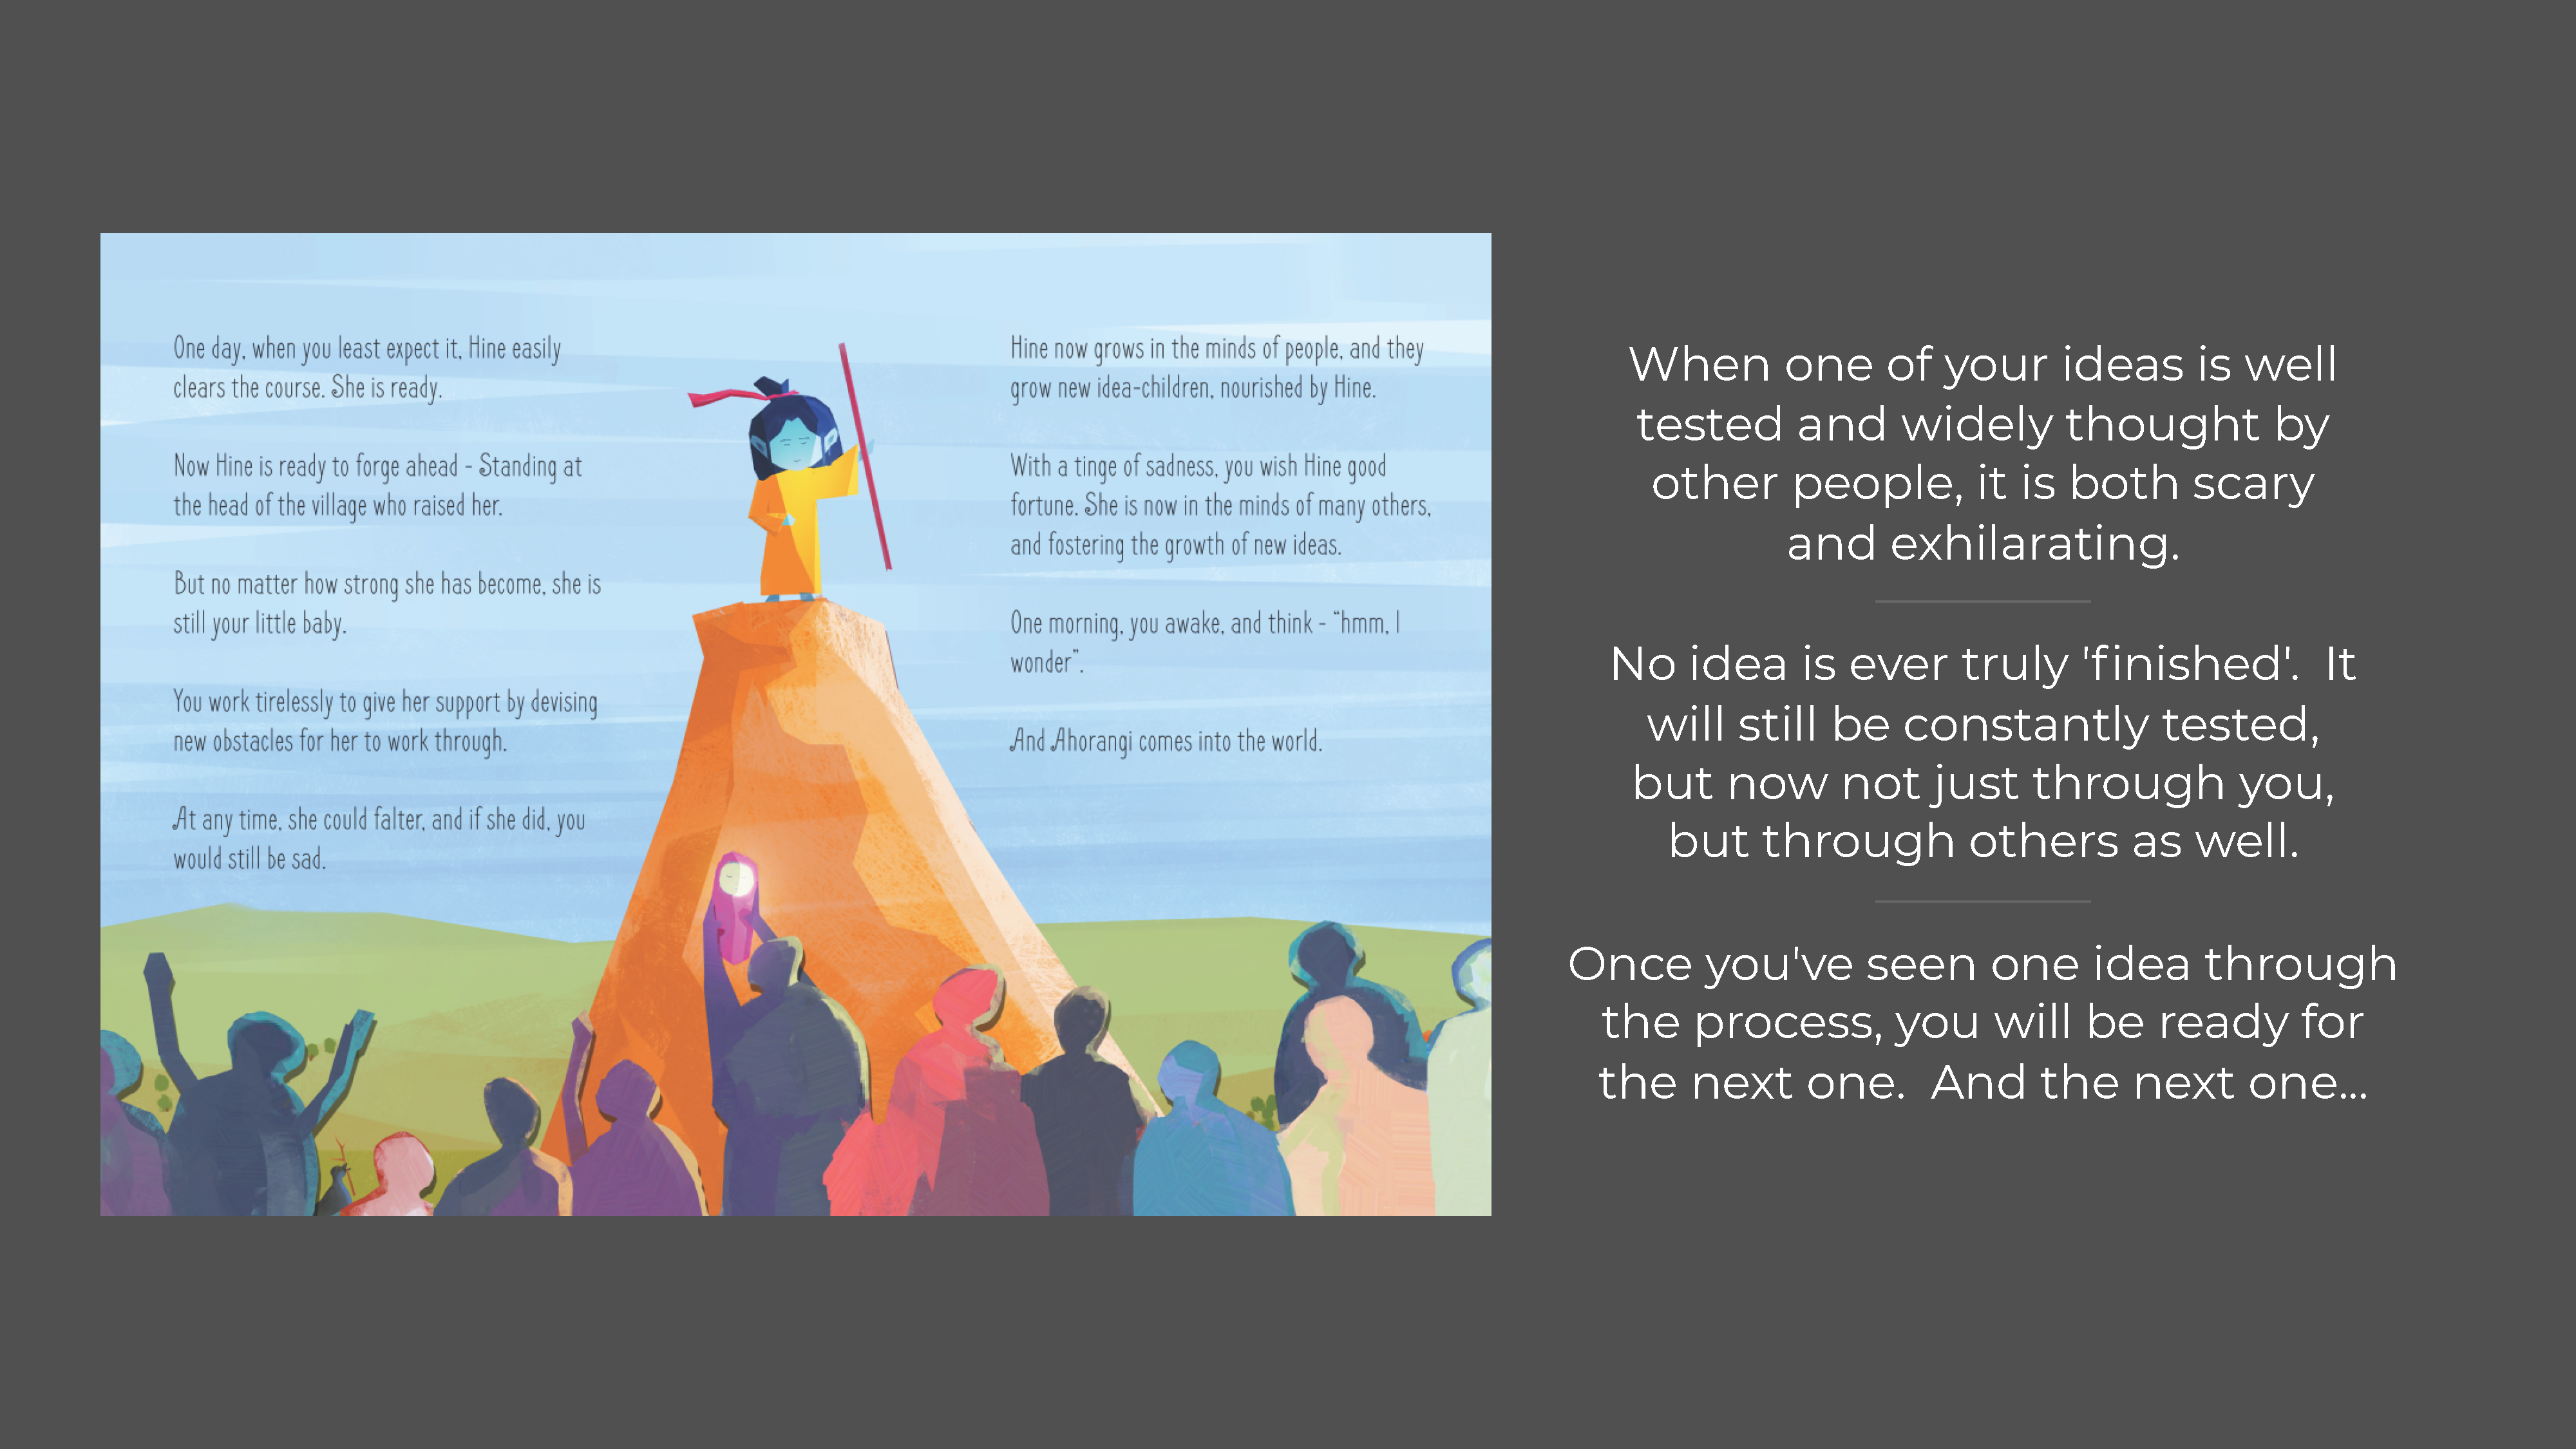 One day, when you least expect it, Hine easily
clears the course. She is ready.
Now Hine is ready to forge ahead - Standing at
the head of the village who raised her.
But no matter how strong she has become, she is
still your little baby.
You work tirelessly to give her support by devising
new obstacles for her to work through.
At any time, she could falter, and if she did, you
would still be sad.
Hine now grows in the minds of people, and they
grow new idea-children, nourished by Hine.
With a tinge of sadness, you wish Hine good
fortune. She is now in the minds of many others,
and fostering the growth of new ideas.
One morning, you awake, and think - “hmm, I
wonder”.
And Ahorangi comes into the world.
When one of your ideas is well
tested and widely thought by
other people, it is both scary
and exhilarating.
No idea is ever truly 'finished'. It
will still be constantly tested,
but now not just through you,
but through others as well.
Once you've seen one idea through
the process, you will be ready for
the next one. And the next one...